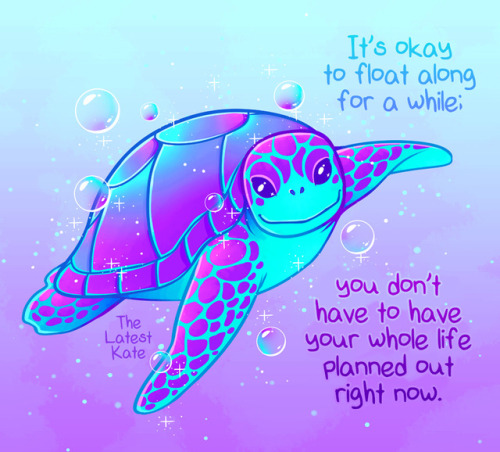 It's okay
to float along
for a while;
you don't
have to have
your whole life
planned out
right now.
The
Latest
Kate